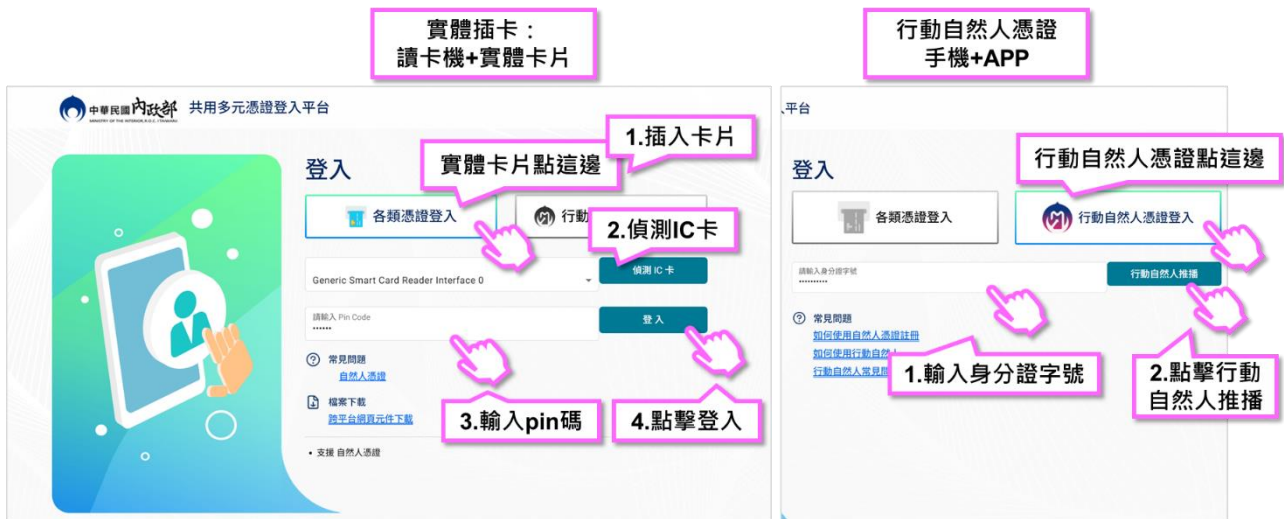 實體插卡：
讀卡機+實體卡片
行動自然人憑證
手機+APP
中華民國內政部
MINISTRY OF THE INTERIOR, R.O.C. (TAIWAN)
共用多元憑證登入平台
登入
實體卡片點這邊
1.插入卡片
各類憑證登入
行動
2.偵測IC卡
Generic Smart Card Reader Interface 0
偵測 IC 卡
請輸入 Pin Code
••••••
登入
常見問題
自然人憑證
檔案下載
跨平台網頁元件下載
3.輸入pin碼
4.點擊登入
• 支援 自然人憑證
平台
登入
行動自然人憑證點這邊
各類憑證登入
行動自然人憑證登入
請輸入身分證字號
••••••••••
行動自然人推播
常見問題
如何使用自然人憑證註冊
如何使用行動自然人
行動自然人常見問
1.輸入身分證字號
2.點擊行動
自然人推播